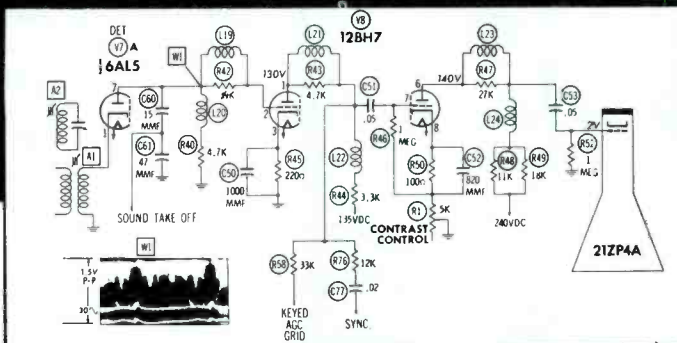 DET
V7 A
½6AL5
A2
A1
7
1
C60
15
MMF
C61
47
MMF
SOUND TAKE OFF
W1
L19
R42
L20
R40
4.7K
2
130V
1
3
V8
12BH7
L21
R43
4.7K
C50
1000
MMF
R45
220Ω
C51
.05
L22
R44
3.3K
135VDC
R46
1
MEG
7
6
8
140V
R50
100Ω
C52
820
MMF
R1
5K
CONTRAST
CONTROL
L23
R47
27K
L24
R48
11K
R49
18K
240VDC
C53
.05
2V
R52
1
MEG
21ZP4A
R58
33K
KEYED
AGC
GRID
R76
12K
C77
.02
SYNC
W1
1.5V
P-P
30~